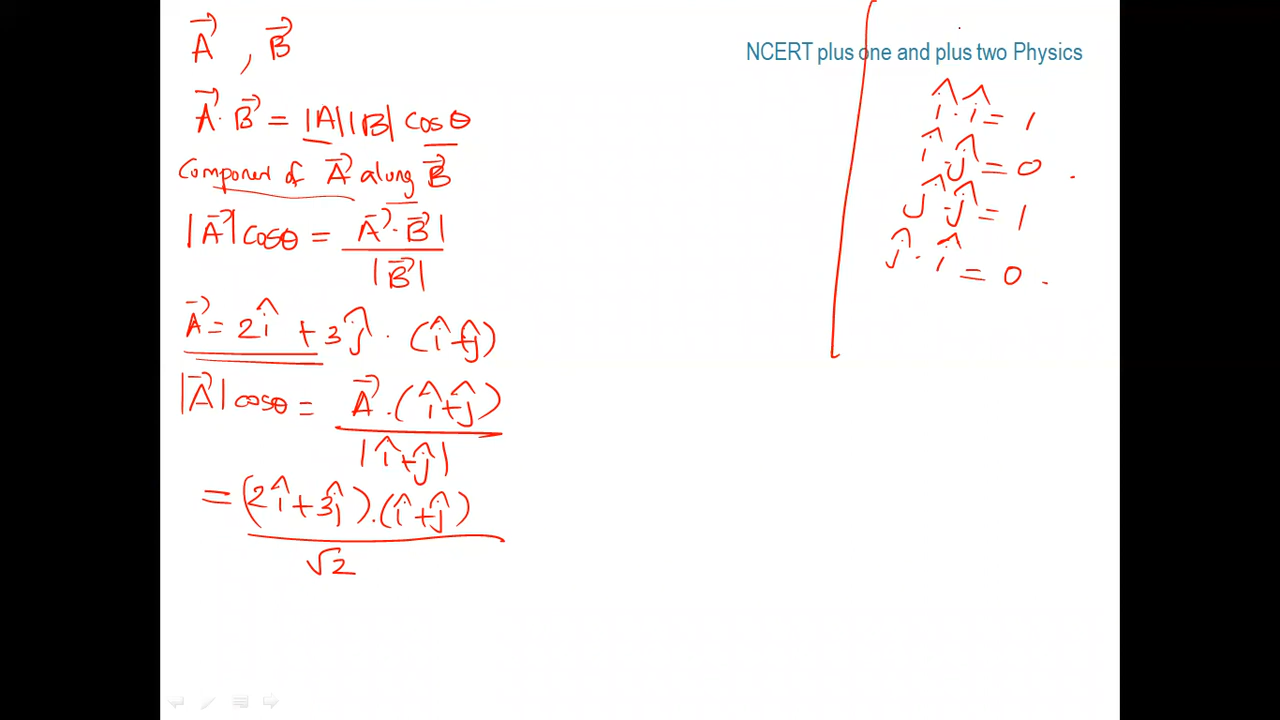 A⃗ , B⃗
NCERT plus one and plus two Physics
A⃗ · B⃗ = |A||B| cosθ
Component of A⃗ along B⃗
|A⃗| cosθ = A⃗ · B⃗| / |B⃗|
A⃗ = 2î + 3ĵ · (î + ĵ)
|A⃗| cosθ = A⃗ · (î + ĵ) / |î + ĵ|
= (2î + 3ĵ) · (î + ĵ) / √2
î · î = 1
î · ĵ = 0 .
ĵ · ĵ = 1
ĵ · î = 0 .